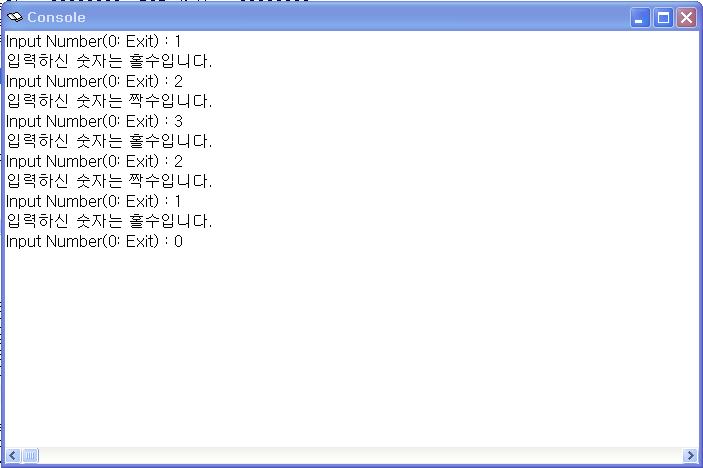 Console
Input Number(0: Exit) : 1
입력하신 숫자는 홀수입니다.
Input Number(0: Exit) : 2
입력하신 숫자는 짝수입니다.
Input Number(0: Exit) : 3
입력하신 숫자는 홀수입니다.
Input Number(0: Exit) : 2
입력하신 숫자는 짝수입니다.
Input Number(0: Exit) : 1
입력하신 숫자는 홀수입니다.
Input Number(0: Exit) : 0